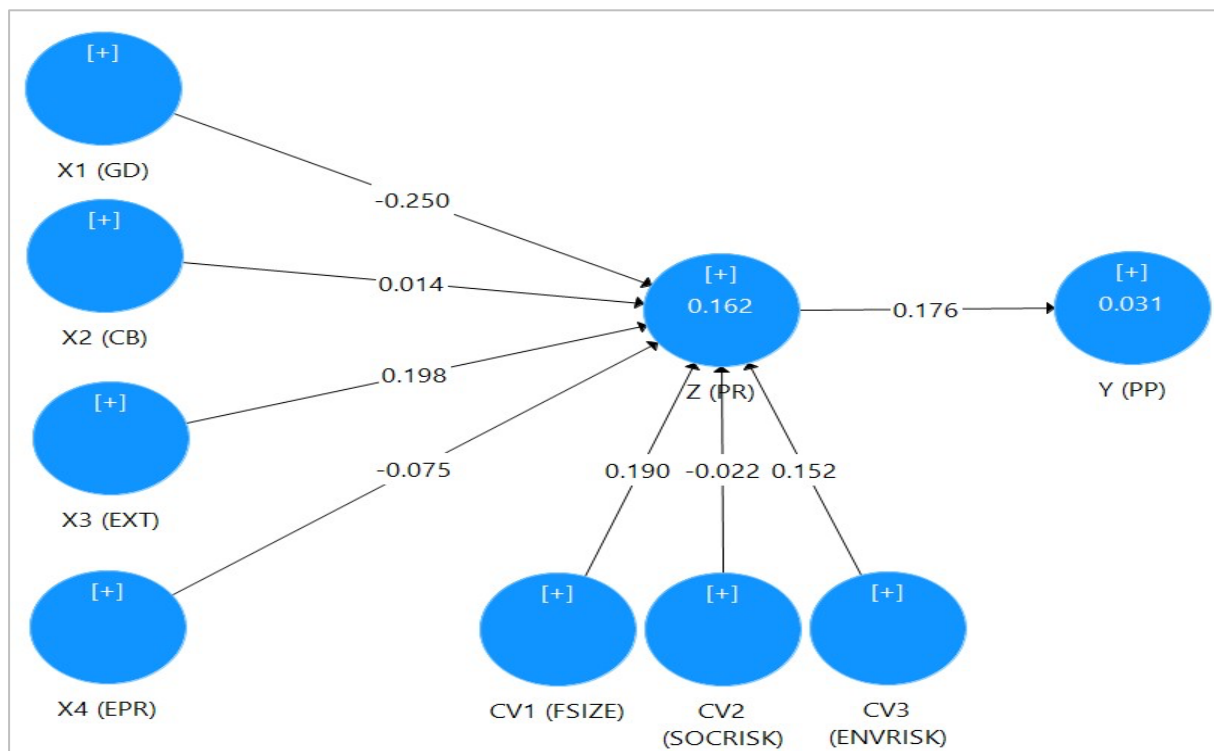 [+]
X1 (GD)
-0.250
[+]
X2 (CB)
0.014
[+]
X3 (EXT)
0.198
[+]
X4 (EPR)
-0.075
[+]
0.162
Z (PR)
0.176
[+]
0.031
Y (PP)
0.190
-0.022
0.152
[+]
CV1 (FSIZE)
[+]
CV2
(SOCRISK)
[+]
CV3
(ENVRISK)